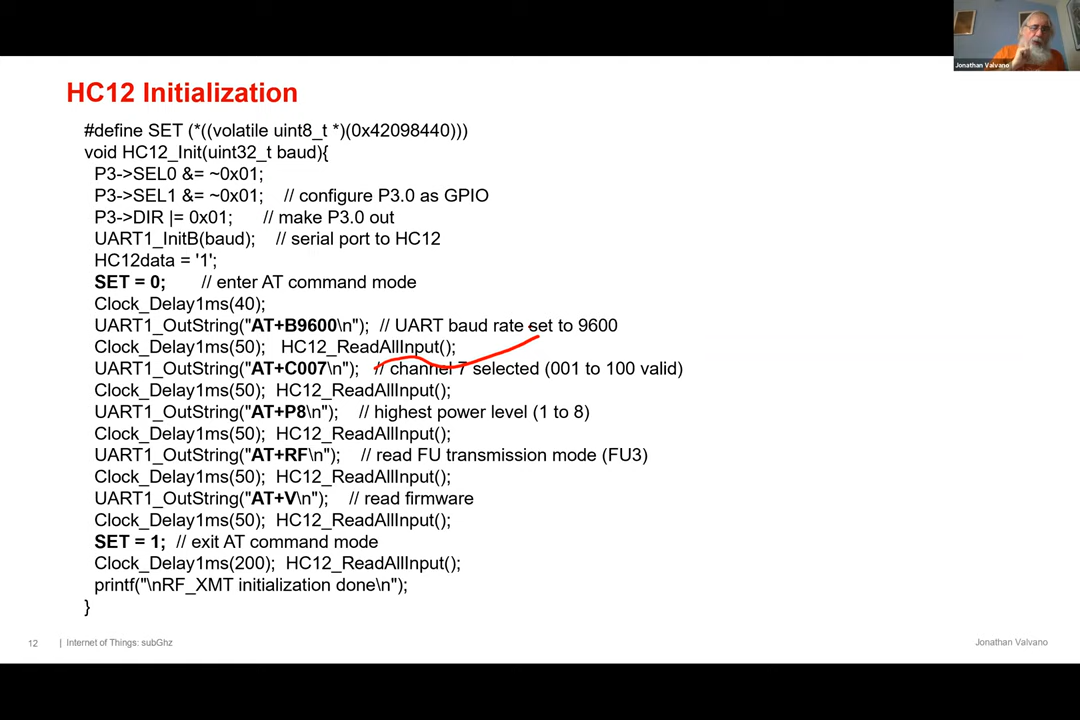 Jonathan Valvano
HC12 Initialization
#define SET (*((volatile uint8_t *)(0x42098440)))
void HC12_Init(uint32_t baud){
P3->SEL0 &= ~0x01;
P3->SEL1 &= ~0x01; // configure P3.0 as GPIO
P3->DIR |= 0x01; // make P3.0 out
UART1_InitB(baud); // serial port to HC12
HC12data = '1';
SET = 0; // enter AT command mode
Clock_Delay1ms(40);
UART1_OutString("AT+B9600\n"); // UART baud rate set to 9600
Clock_Delay1ms(50); HC12_ReadAllInput();
UART1_OutString("AT+C007\n"); // channel 7 selected (001 to 100 valid)
Clock_Delay1ms(50); HC12_ReadAllInput();
UART1_OutString("AT+P8\n"); // highest power level (1 to 8)
Clock_Delay1ms(50); HC12_ReadAllInput();
UART1_OutString("AT+RF\n"); // read FU transmission mode (FU3)
Clock_Delay1ms(50); HC12_ReadAllInput();
UART1_OutString("AT+V\n"); // read firmware
Clock_Delay1ms(50); HC12_ReadAllInput();
SET = 1; // exit AT command mode
Clock_Delay1ms(200); HC12_ReadAllInput();
printf("\nRF_XMT initialization done\n");
}
12 | Internet of Things: subGhz
Jonathan Valvano